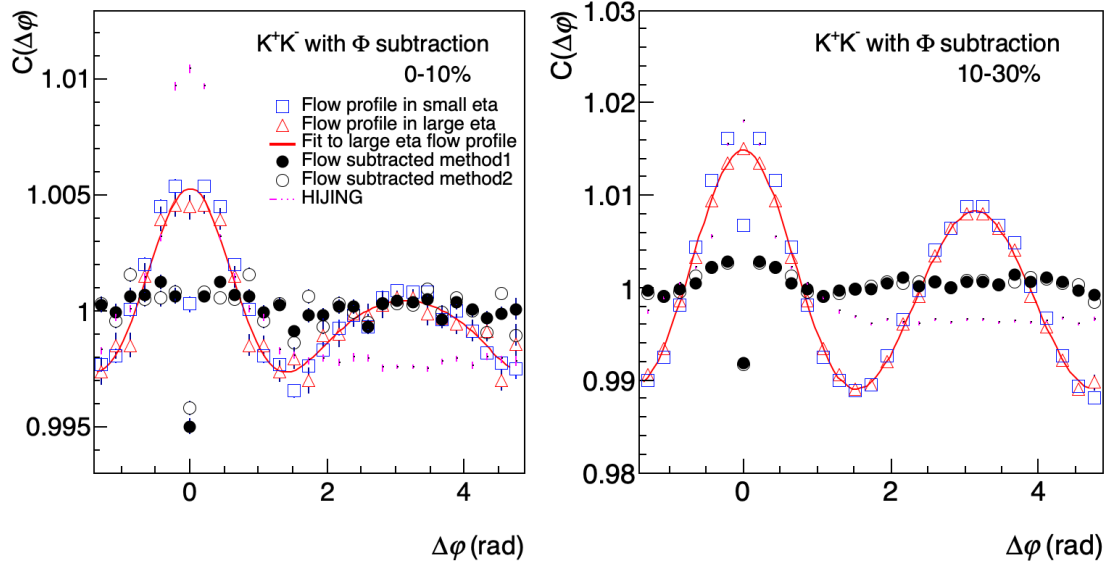 C(Δφ)
K⁺K⁻ with Φ subtraction
0-10%
Flow profile in small eta
Flow profile in large eta
Fit to large eta flow profile
Flow subtracted method1
Flow subtracted method2
HIJING
1.01
1.005
1
0.995
0 2 4
Δφ (rad)
C(Δφ)
K⁺K⁻ with Φ subtraction
10-30%
1.03
1.02
1.01
1
0.99
0.98
0 2 4
Δφ (rad)